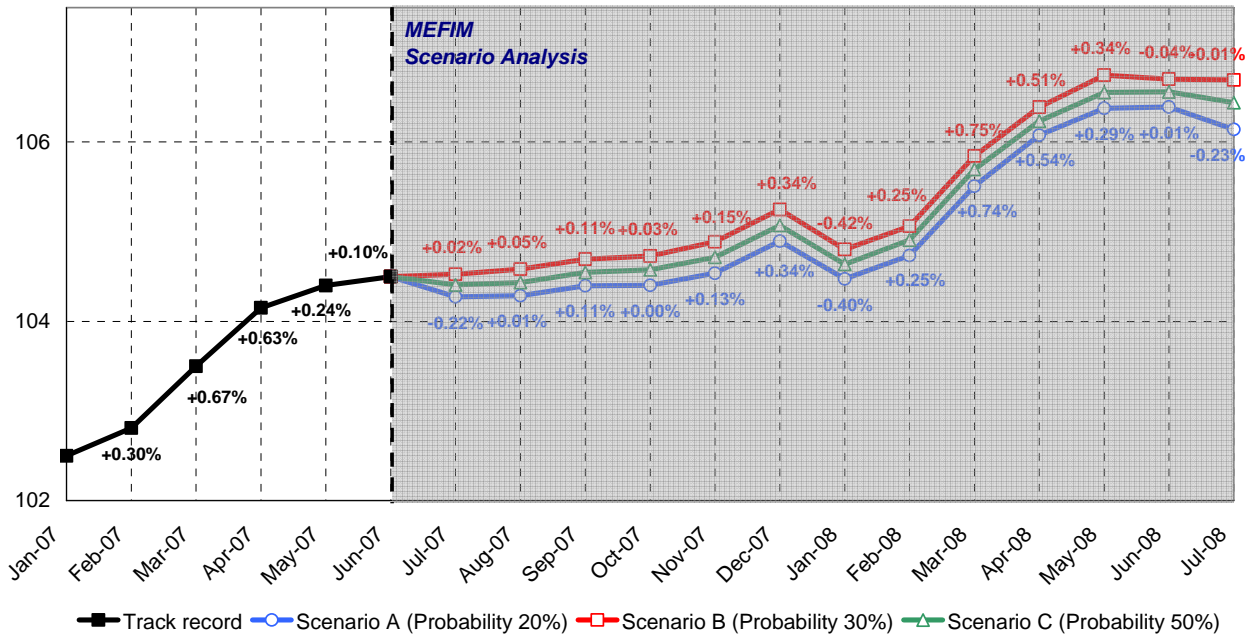 MEFIM
Scenario Analysis
106
104
102
+0.30%
+0.67%
+0.63%
+0.24%
+0.10%
+0.02%
+0.05%
+0.11%
+0.03%
+0.15%
+0.34%
-0.42%
+0.25%
+0.75%
+0.51%
+0.34%
-0.04%
+0.01%
-0.22%
+0.01%
+0.11%
+0.00%
+0.13%
+0.34%
-0.40%
+0.25%
+0.74%
+0.54%
+0.29%
+0.01%
-0.23%
Jan-07
Feb-07
Mar-07
Apr-07
May-07
Jun-07
Jul-07
Aug-07
Sep-07
Oct-07
Nov-07
Dec-07
Jan-08
Feb-08
Mar-08
Apr-08
May-08
Jun-08
Jul-08
Track record
Scenario A (Probability 20%)
Scenario B (Probability 30%)
Scenario C (Probability 50%)